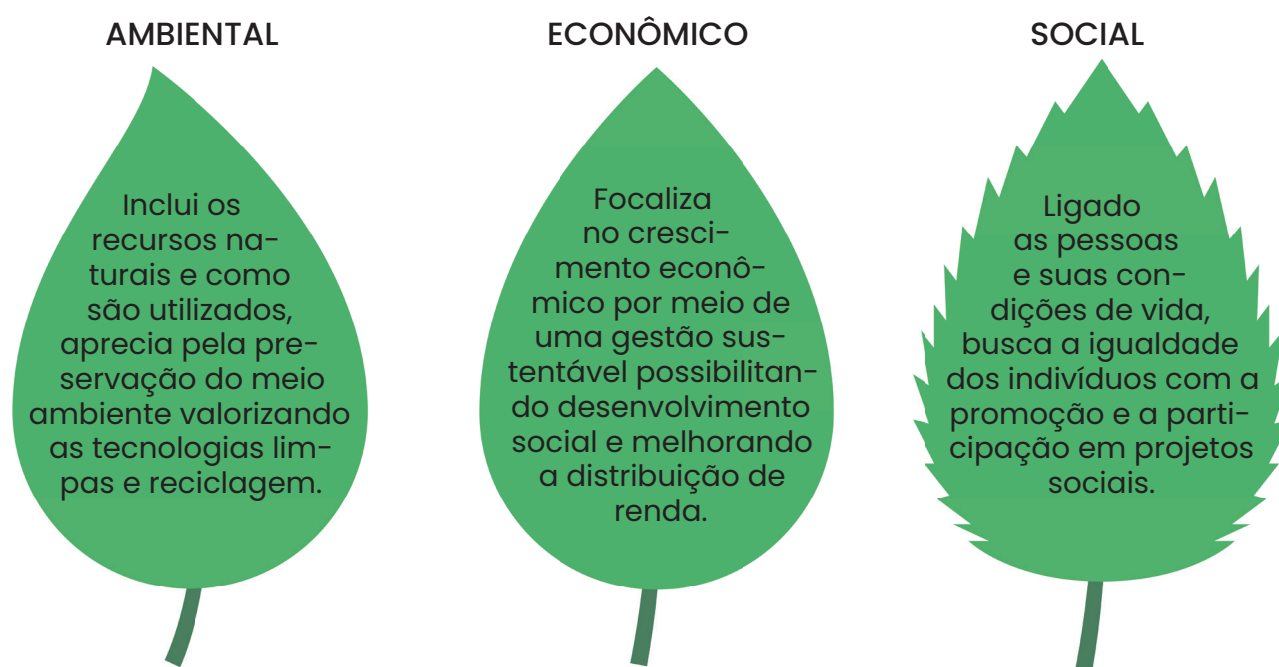 AMBIENTAL
Inclui os
recursos na-
turais e como
são utilizados,
aprecia pela pre-
servação do meio
ambiente valorizando
as tecnologias lim-
pas e reciclagem.
ECONÔMICO
Focaliza
no cresci-
mento econô-
mico por meio de
uma gestão sus-
tentável possibilitan-
do desenvolvimento
social e melhorando
a distribuição de
renda.
SOCIAL
Ligado
as pessoas
e suas con-
dições de vida,
busca a igualdade
dos indivíduos com a
promoção e a parti-
cipação em projetos
sociais.